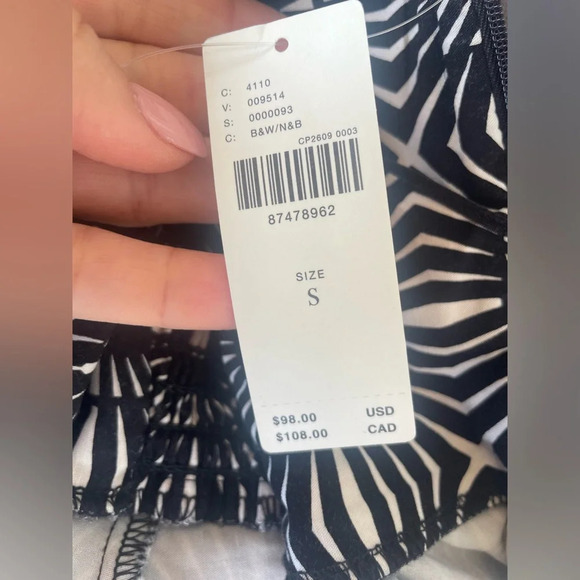 C: 4110
V: 009514
S: 0000093
C: B&W/N&B
CP2609 0003
87478962
SIZE
S
$98.00 USD
$108.00 CAD